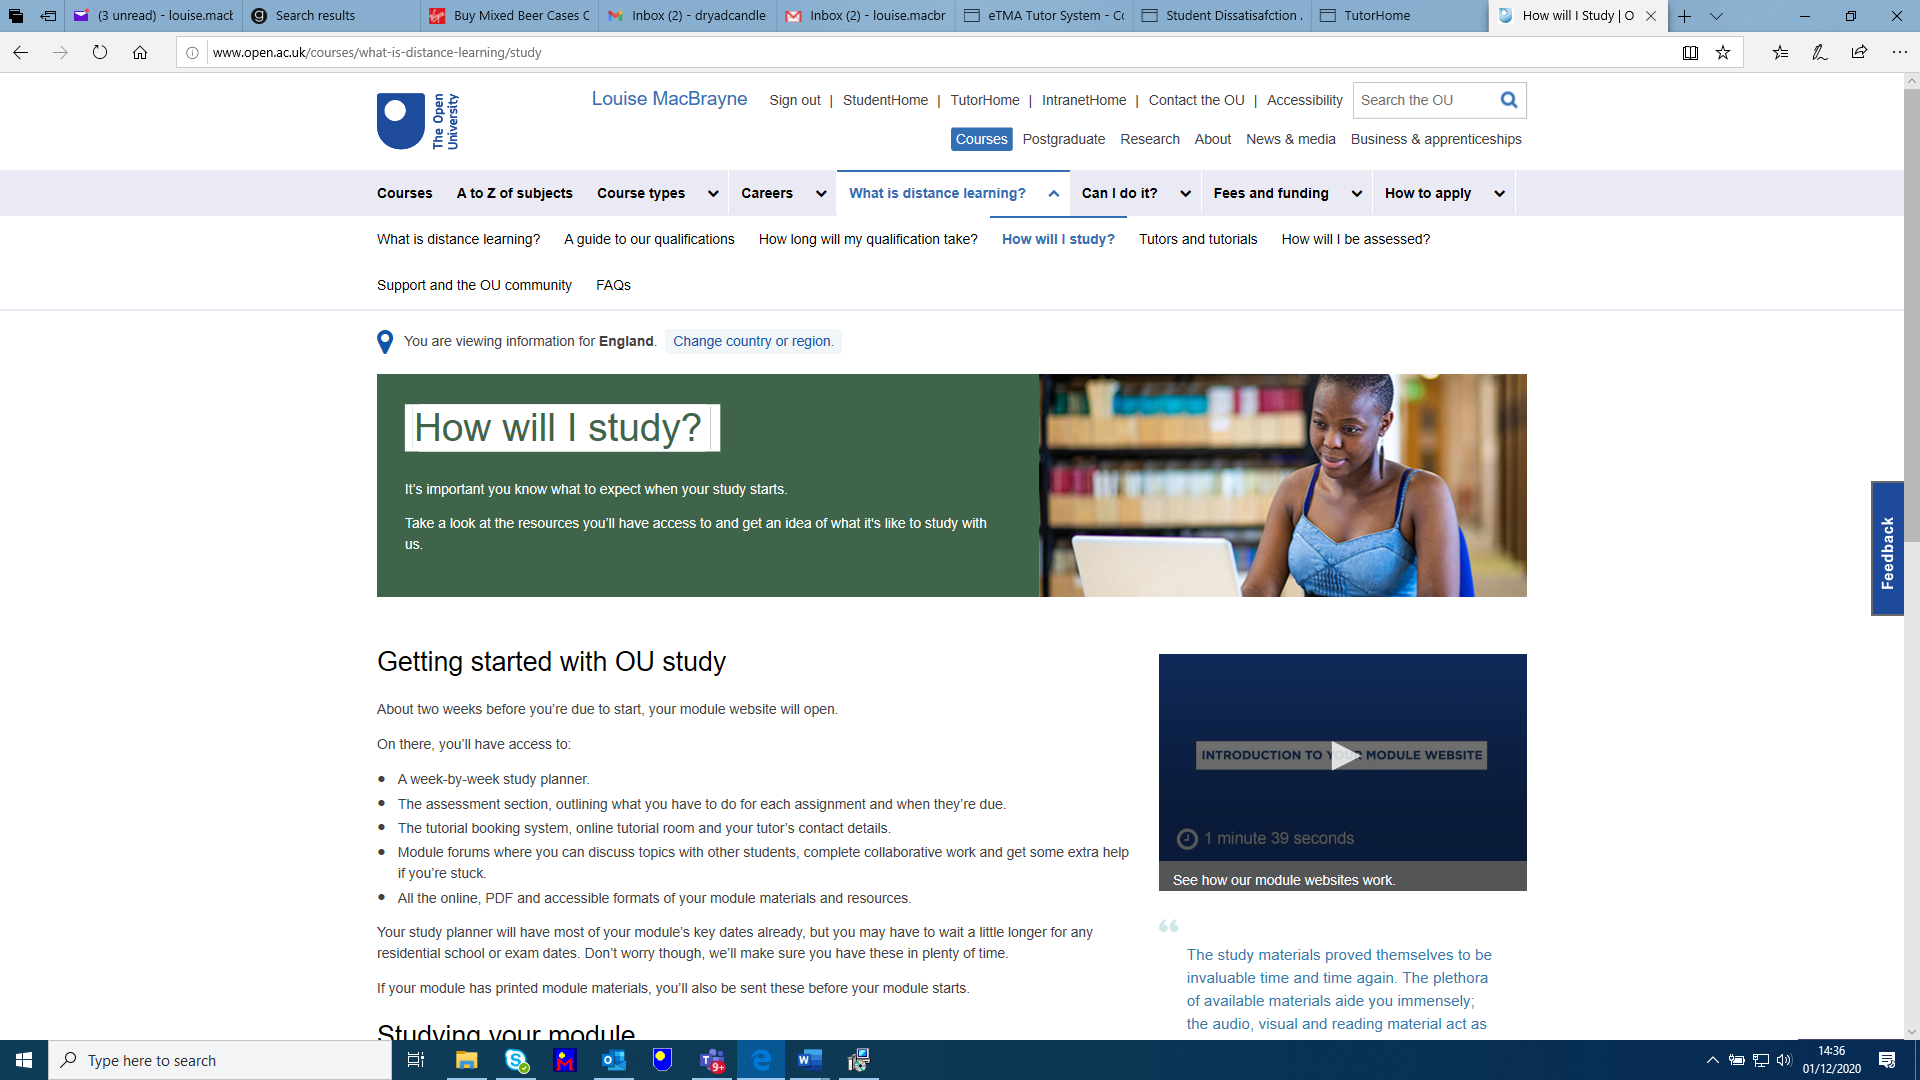 (3 unread) - louise.macb
Search results
Buy Mixed Beer Cases O
Inbox (2) - dryadcandle
Inbox (2) - louise.macbr
eTMA Tutor System - Co
Student Dissatisafction A
TutorHome
How will I Study | O
www.open.ac.uk/courses/what-is-distance-learning/study
The Open
University
Louise MacBrayne
Sign out | StudentHome | TutorHome | IntranetHome | Contact the OU | Accessibility
Search the OU
Courses Postgraduate Research About News & media Business & apprenticeships
Courses A to Z of subjects Course types Careers What is distance learning? Can I do it? Fees and funding How to apply
What is distance learning? A guide to our qualifications How long will my qualification take? How will I study? Tutors and tutorials How will I be assessed?
Support and the OU community FAQs
You are viewing information for England. Change country or region.
How will I study?
It's important you know what to expect when your study starts.
Take a look at the resources you'll have access to and get an idea of what it's like to study with
us.
Feedback
Getting started with OU study
About two weeks before you're due to start, your module website will open.
On there, you'll have access to:
• A week-by-week study planner.
• The assessment section, outlining what you have to do for each assignment and when they're due.
• The tutorial booking system, online tutorial room and your tutor's contact details.
• Module forums where you can discuss topics with other students, complete collaborative work and get some extra help
if you're stuck.
• All the online, PDF and accessible formats of your module materials and resources.
Your study planner will have most of your module's key dates already, but you may have to wait a little longer for any
residential school or exam dates. Don't worry though, we'll make sure you have these in plenty of time.
If your module has printed module materials, you'll also be sent these before your module starts.
Studying your module
INTRODUCTION TO YOUR MODULE WEBSITE
1 minute 39 seconds
See how our module websites work.
“
The study materials proved themselves to be
invaluable time and time again. The plethora
of available materials aide you immensely;
the audio, visual and reading material act as
Type here to search
9+
14:36
01/12/2020